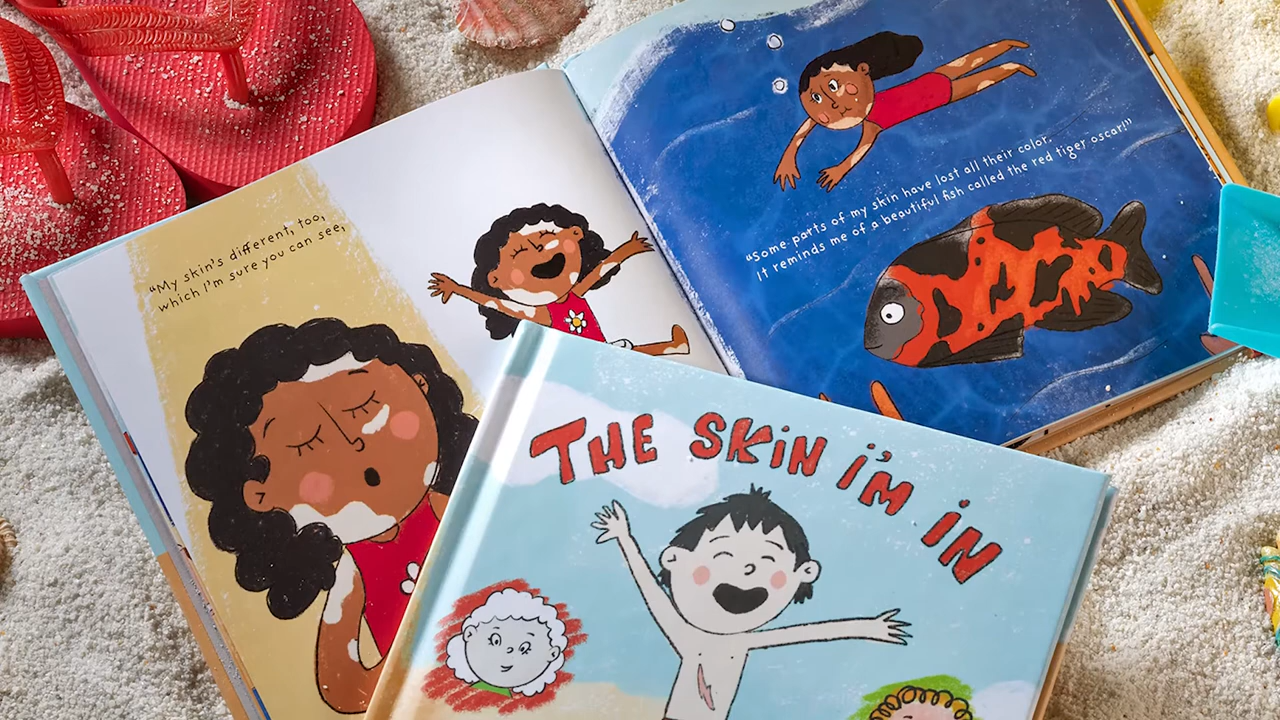 "My skin's different, too,
which I'm sure you can see,
"Some parts of my skin have lost all their color,
It reminds me of a beautiful fish called the red tiger oscar!"
THE SKiN i'M iN